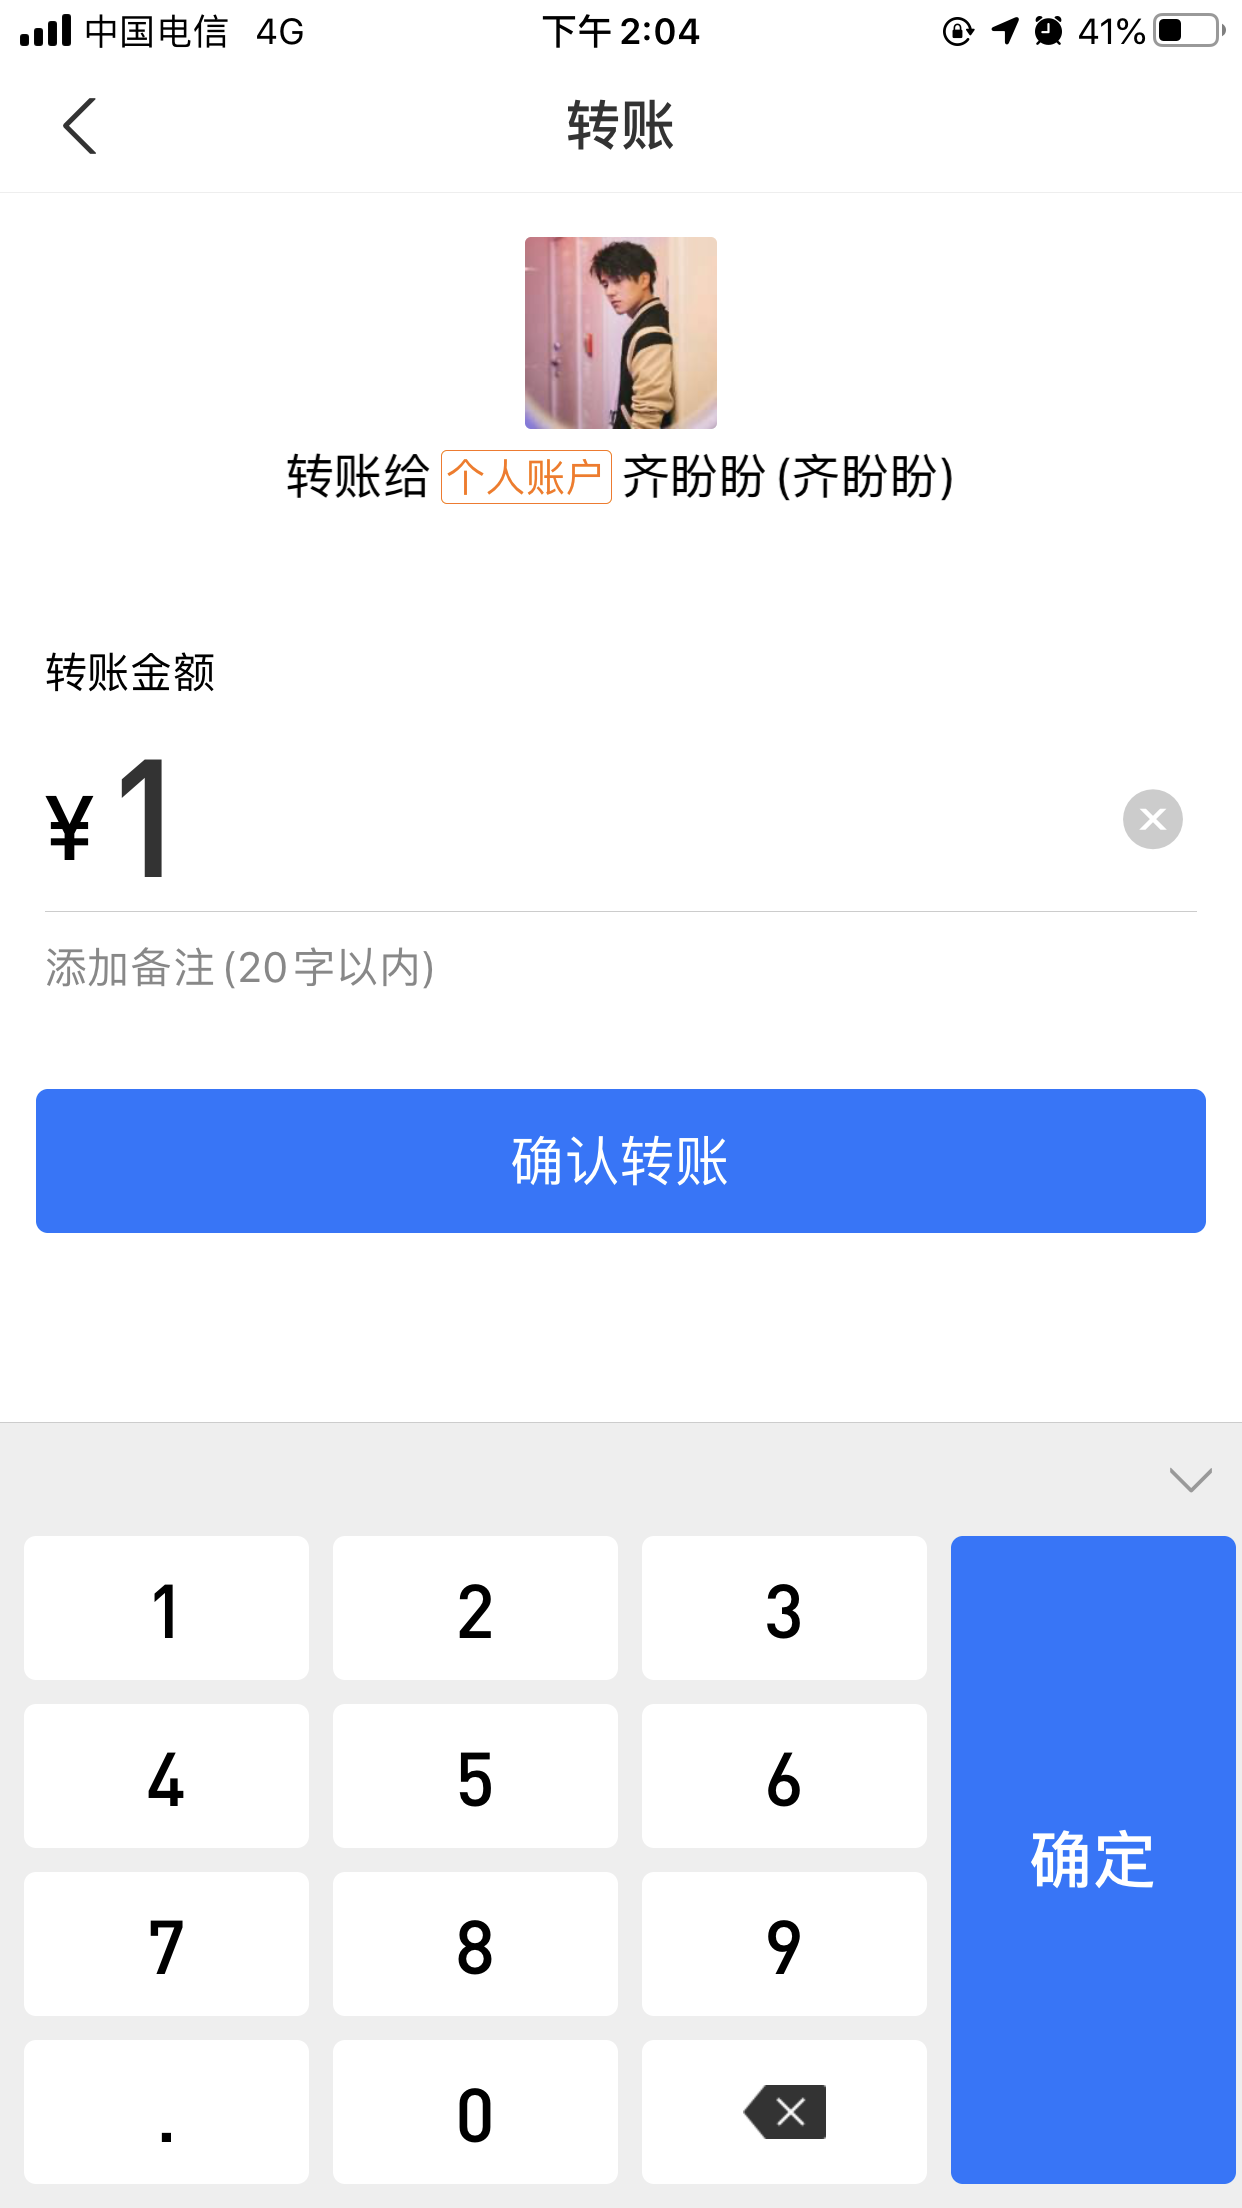 中国电信 4G 下午2:04 41%
转账
转账给 个人账户 齐盼盼(齐盼盼)
转账金额
¥ 1
添加备注(20字以内)
确认转账
1 2 3
4 5 6
确定
7 8 9
. 0